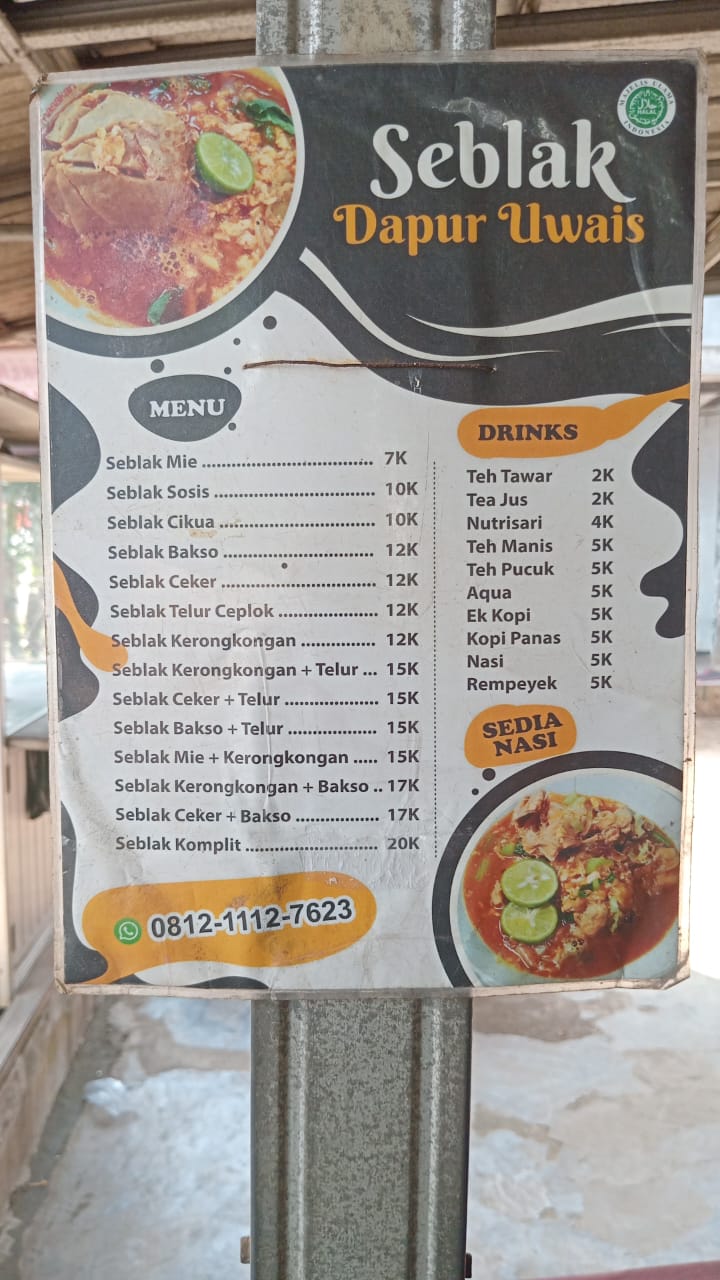 MAJELIS ULAMA
HALAL
INDONESIA
Seblak
Dapur Uwais
MENU
Seblak Mie ........................................ 7K
Seblak Sosis ..................................... 10K
Seblak Cikua .................................... 10K
Seblak Bakso ................................... 12K
Seblak Ceker ................................... 12K
Seblak Telur Ceplok ....................... 12K
Seblak Kerongkongan ................. 12K
Seblak Kerongkongan + Telur ... 15K
Seblak Ceker + Telur ..................... 15K
Seblak Bakso + Telur .................... 15K
Seblak Mie + Kerongkongan ..... 15K
Seblak Kerongkongan + Bakso .. 17K
Seblak Ceker + Bakso ................... 17K
Seblak Komplit .............................. 20K
0812-1112-7623
DRINKS
Teh Tawar 2K
Tea Jus 2K
Nutrisari 4K
Teh Manis 5K
Teh Pucuk 5K
Aqua 5K
Ek Kopi 5K
Kopi Panas 5K
Nasi 5K
Rempeyek 5K
SEDIA
NASI